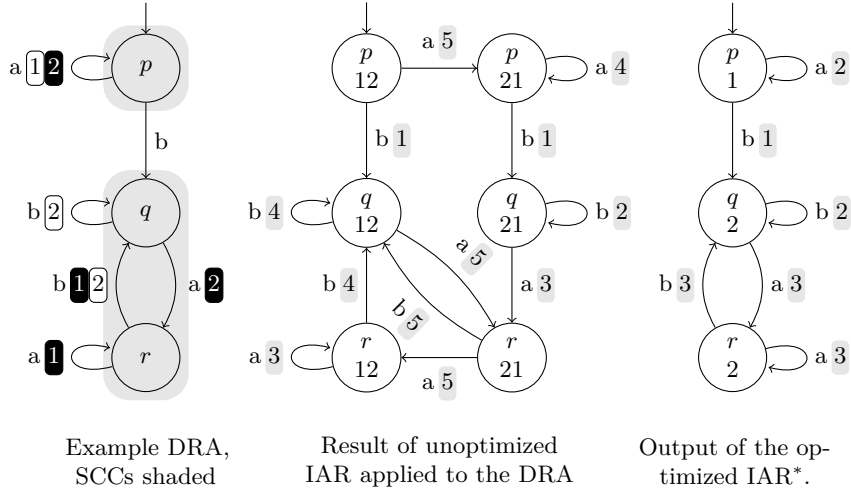 a 1 2
p
b
b 2
q
b 1 2
a 2
a 1
r
Example DRA,
SCCs shaded
p
12
a 5
p
21
a 4
b 1
b 1
b 4
q
12
q
21
b 2
a 5
b 4
b 5
a 3
a 3
r
12
a 5
r
21
Result of unoptimized
IAR applied to the DRA
p
1
a 2
b 1
q
2
b 2
b 3
a 3
r
2
a 3
Output of the op-
timized IAR*.